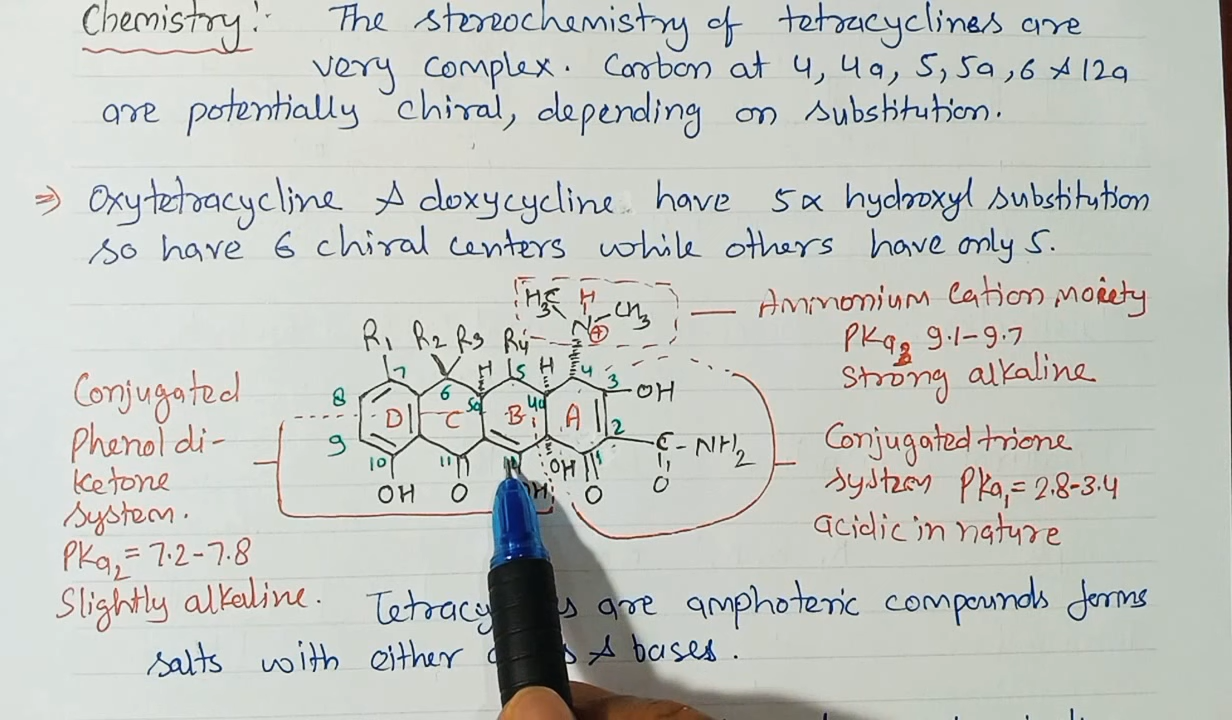 Chemistry:- The stereochemistry of tetracyclines are
very complex. Carbon at 4, 4a, 5, 5a, 6 & 12a
are potentially chiral, depending on substitution.
⇒ Oxytetracycline & doxycycline have 5α hydroxyl substitution
so have 6 chiral centers while others have only 5.
H3C H CH3
N ⊕
Ammonium Cation moiety
PKa3 9.1-9.7
Strong alkaline
R1 R2 R3 R4
7 6 H 5 H 4 3 OH
8 5a 4a
D C B A
9 2
10 11 OH 1 C - NH2
OH O O O
Conjugated
Phenol di-
Ketone
System.
PKa2 = 7.2-7.8
Slightly alkaline.
Conjugated trione
System PKa1 = 2.8-3.4
acidic in nature
are amphoteric compounds forms
salts with either & bases.